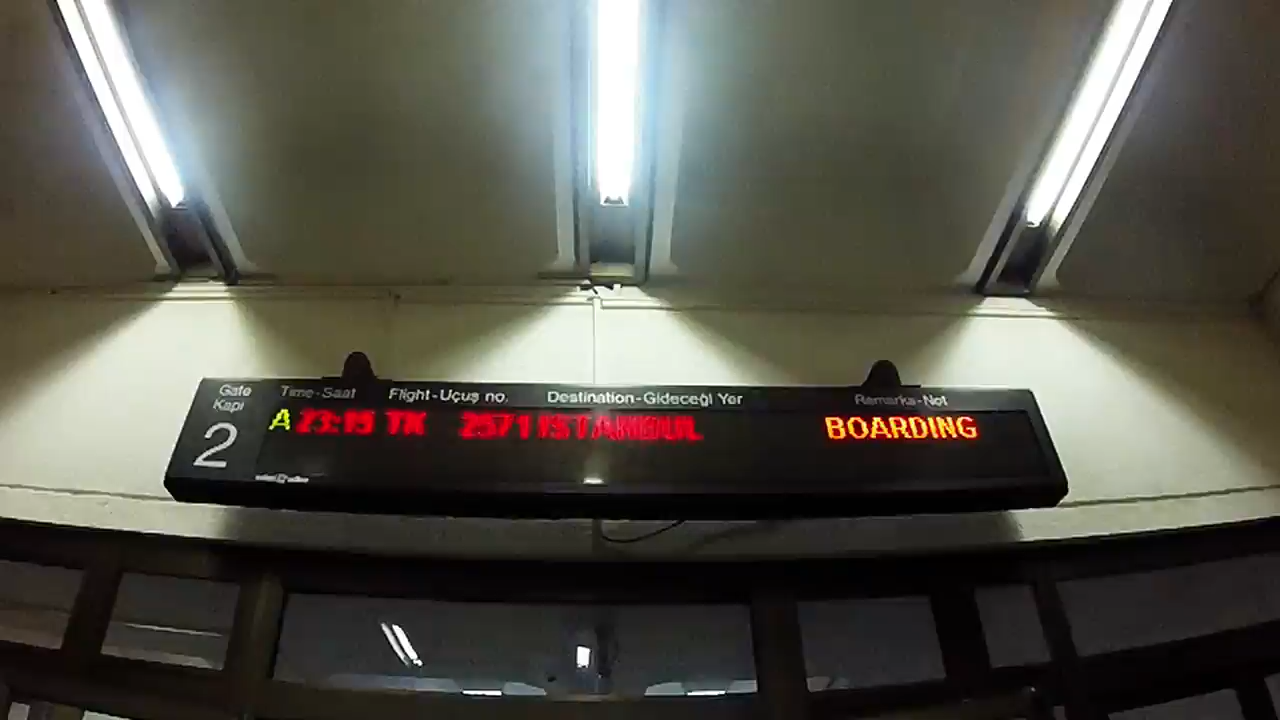 Gate Time-Saat Flight-Uçuş no. Destination-Gideceği Yer Remarks-Not
Kapı
2 A 23:15 TK 2571 ISTANBUL BOARDING